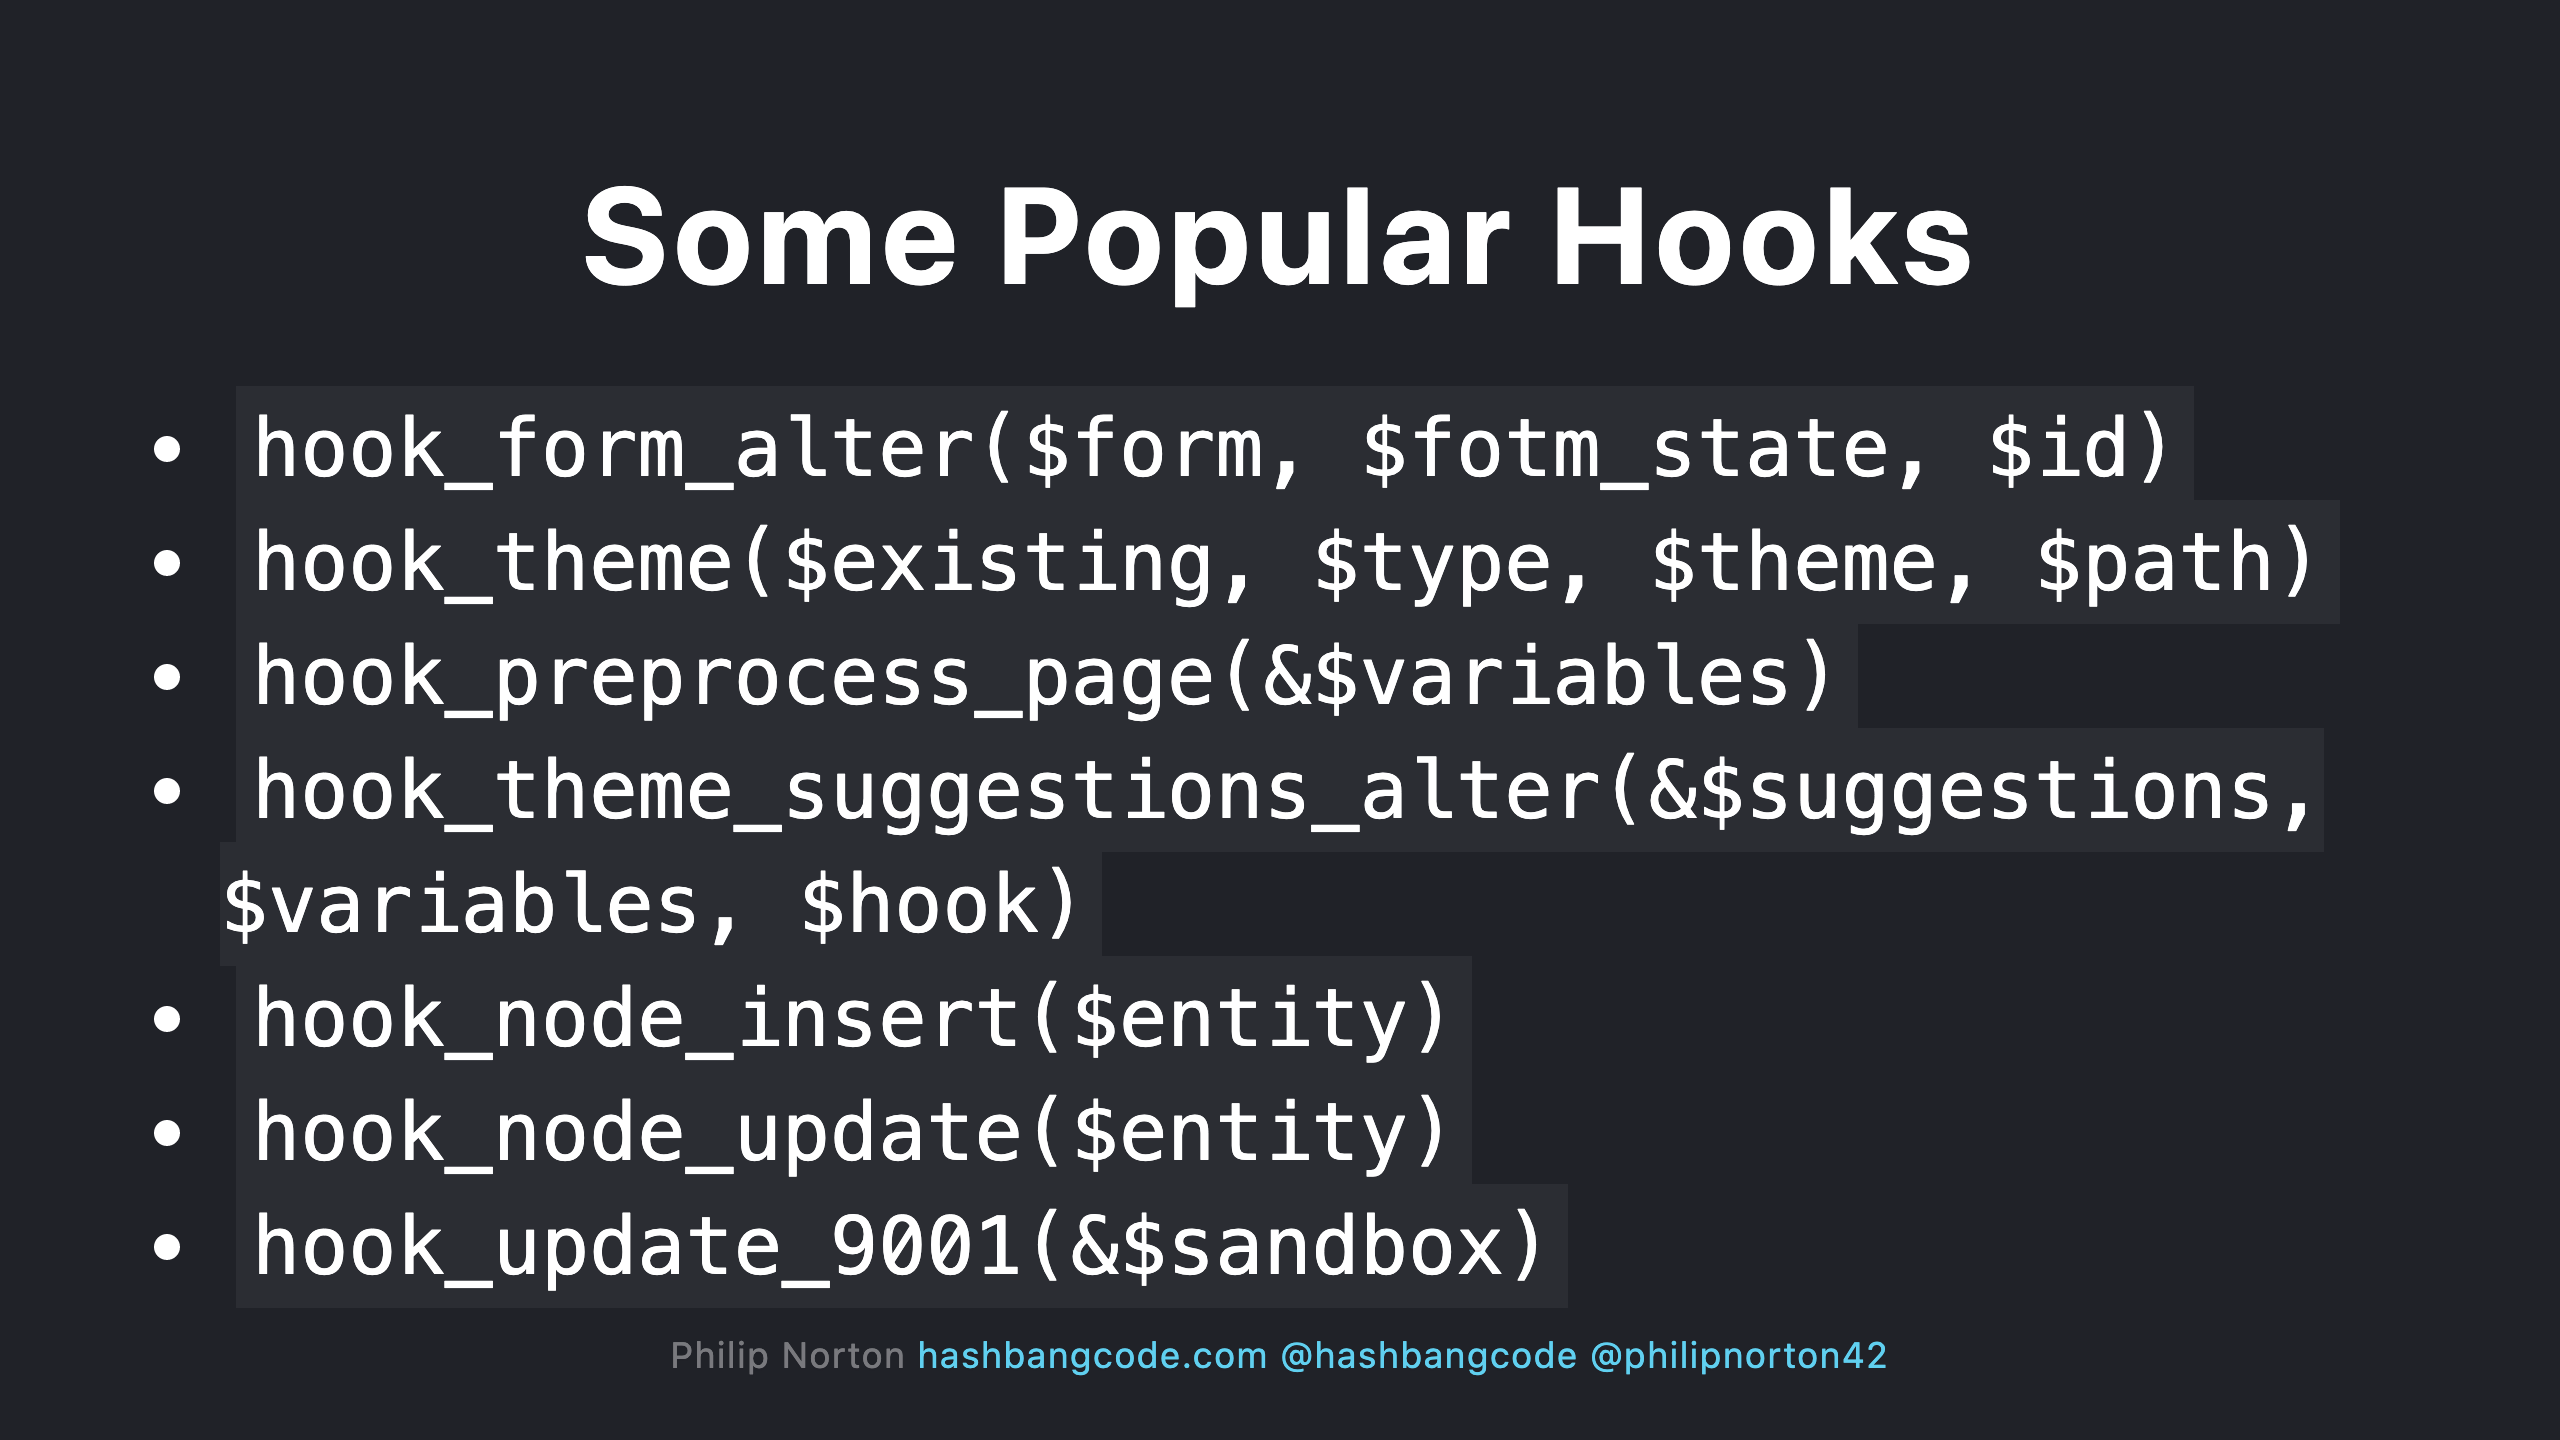 Some Popular Hooks
• hook_form_alter($form, $fotm_state, $id)
• hook_theme($existing, $type, $theme, $path)
• hook_preprocess_page(&$variables)
• hook_theme_suggestions_alter(&$suggestions,
$variables, $hook)
• hook_node_insert($entity)
• hook_node_update($entity)
• hook_update_9001(&$sandbox)
Philip Norton hashbangcode.com @hashbangcode @philipnorton42